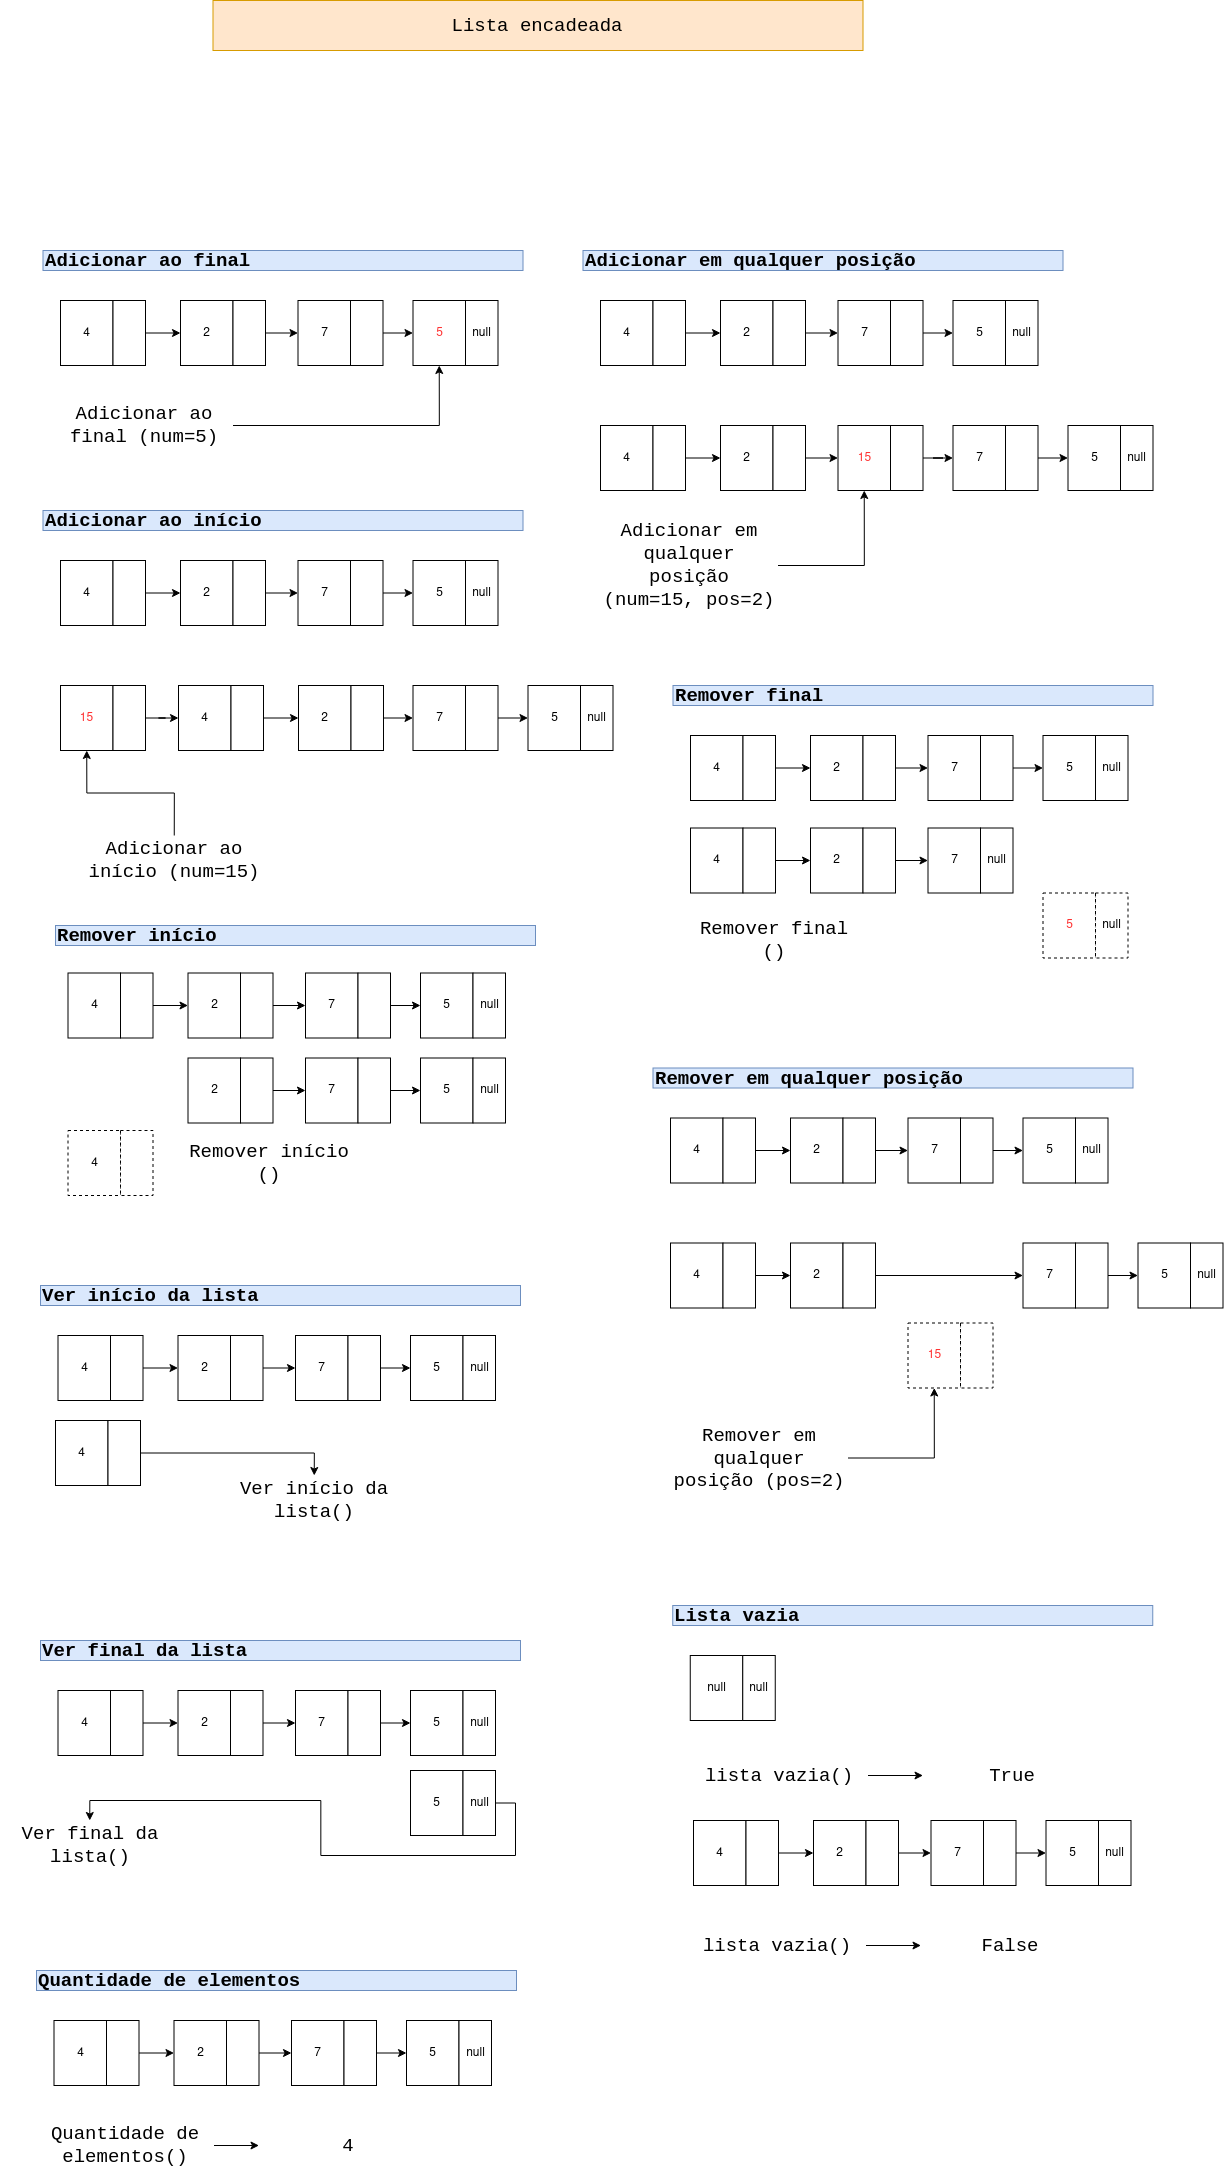 Lista encadeada
Adicionar ao final
4 2 7 5 null
Adicionar ao
final (num=5)
Adicionar ao início
4 2 7 5 null
15 4 2 7 5 null
Adicionar ao
início (num=15)
Remover início
4 2 7 5 null
2 7 5 null
4
Remover início
()
Ver início da lista
4 2 7 5 null
4
Ver início da
lista()
Ver final da lista
4 2 7 5 null
5 null
Ver final da
lista()
Quantidade de elementos
4 2 7 5 null
Quantidade de
elementos()
4
Adicionar em qualquer posição
4 2 7 5 null
4 2 15 7 5 null
Adicionar em
qualquer
posição
(num=15, pos=2)
Remover final
4 2 7 5 null
4 2 7 null
5 null
Remover final
()
Remover em qualquer posição
4 2 7 5 null
4 2 7 5 null
15
Remover em
qualquer
posição (pos=2)
Lista vazia
null null
lista vazia() True
4 2 7 5 null
lista vazia() False